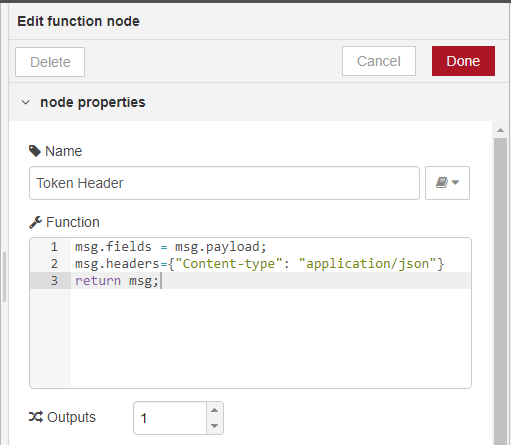 Edit function node
Delete Cancel Done
node properties
Name
Token Header
Function
1 msg.fields = msg.payload;
2 msg.headers={"Content-type": "application/json"}
3 return msg;
Outputs 1